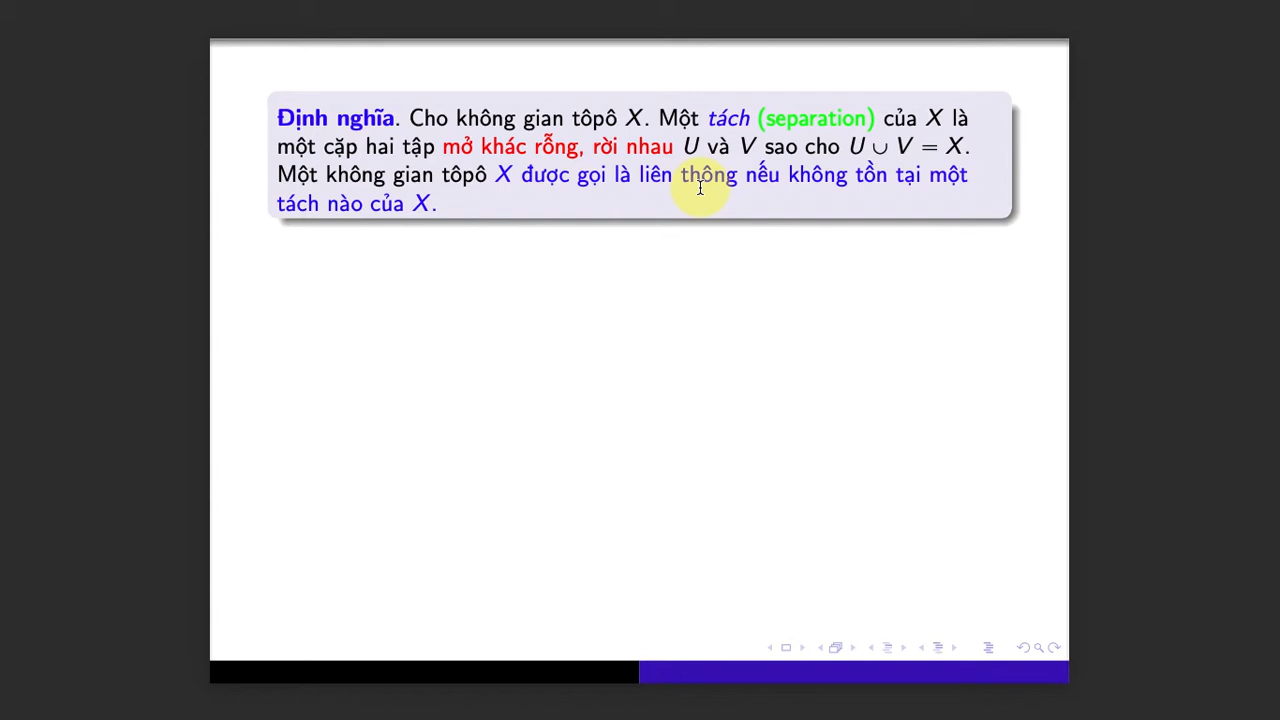 Định nghĩa. Cho không gian tôpô X. Một tách (separation) của X là
một cặp hai tập mở khác rỗng, rời nhau U và V sao cho U ∪ V = X.
Một không gian tôpô X được gọi là liên thông nếu không tồn tại một
tách nào của X.